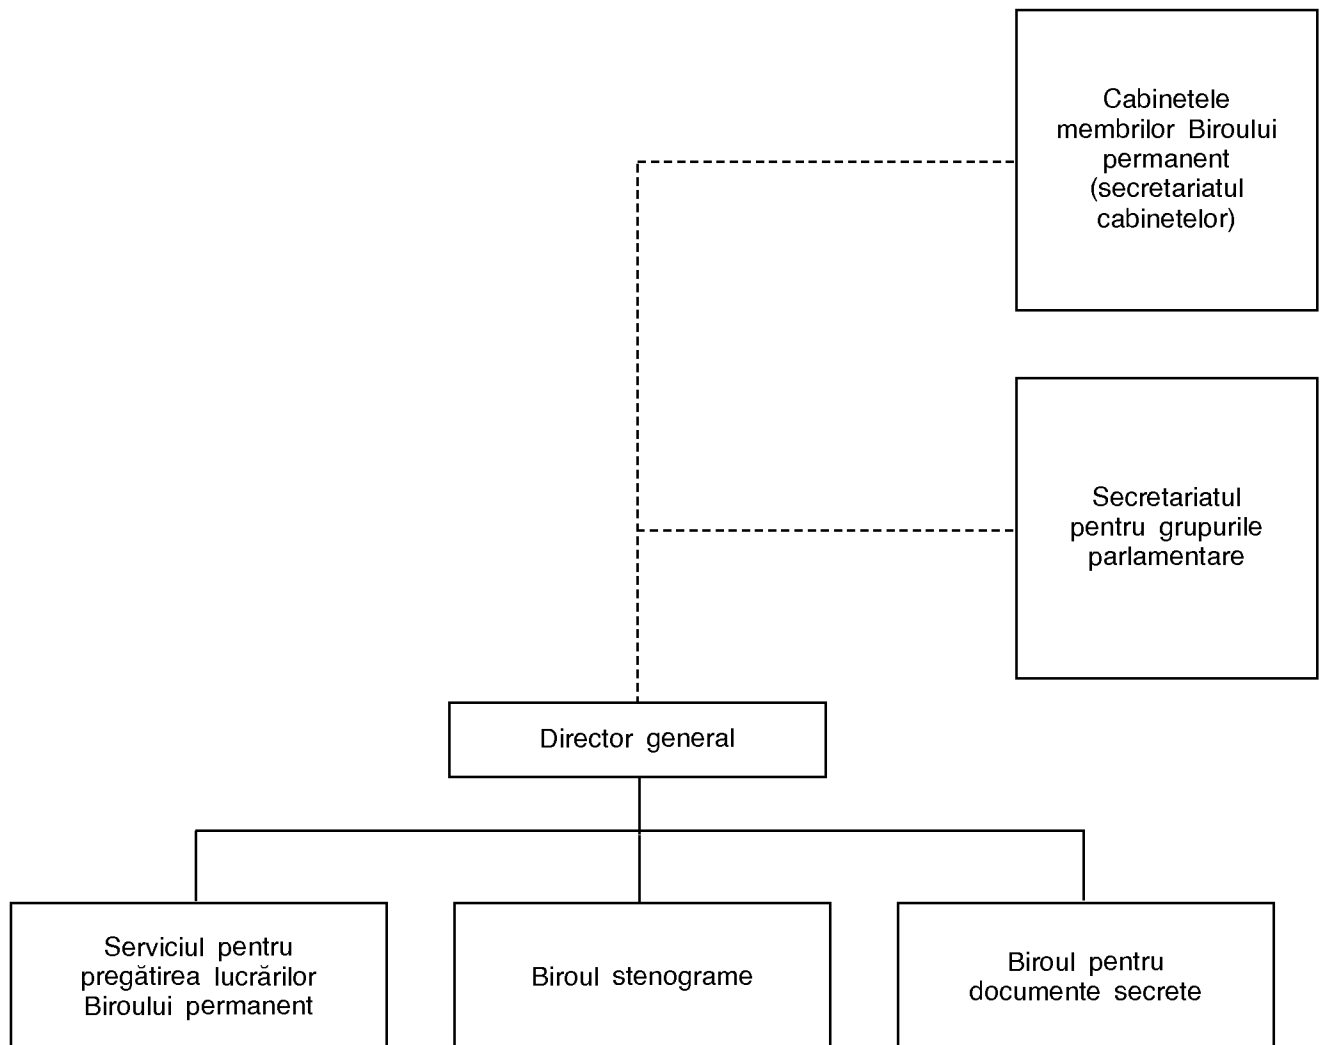 Cabinetele
membrilor Biroului
permanent
(secretariatul
cabinetelor)
Secretariatul
pentru grupurile
parlamentare
Director general
Serviciul pentru
pregătirea lucrărilor
Biroului permanent
Biroul stenograme
Biroul pentru
documente secrete